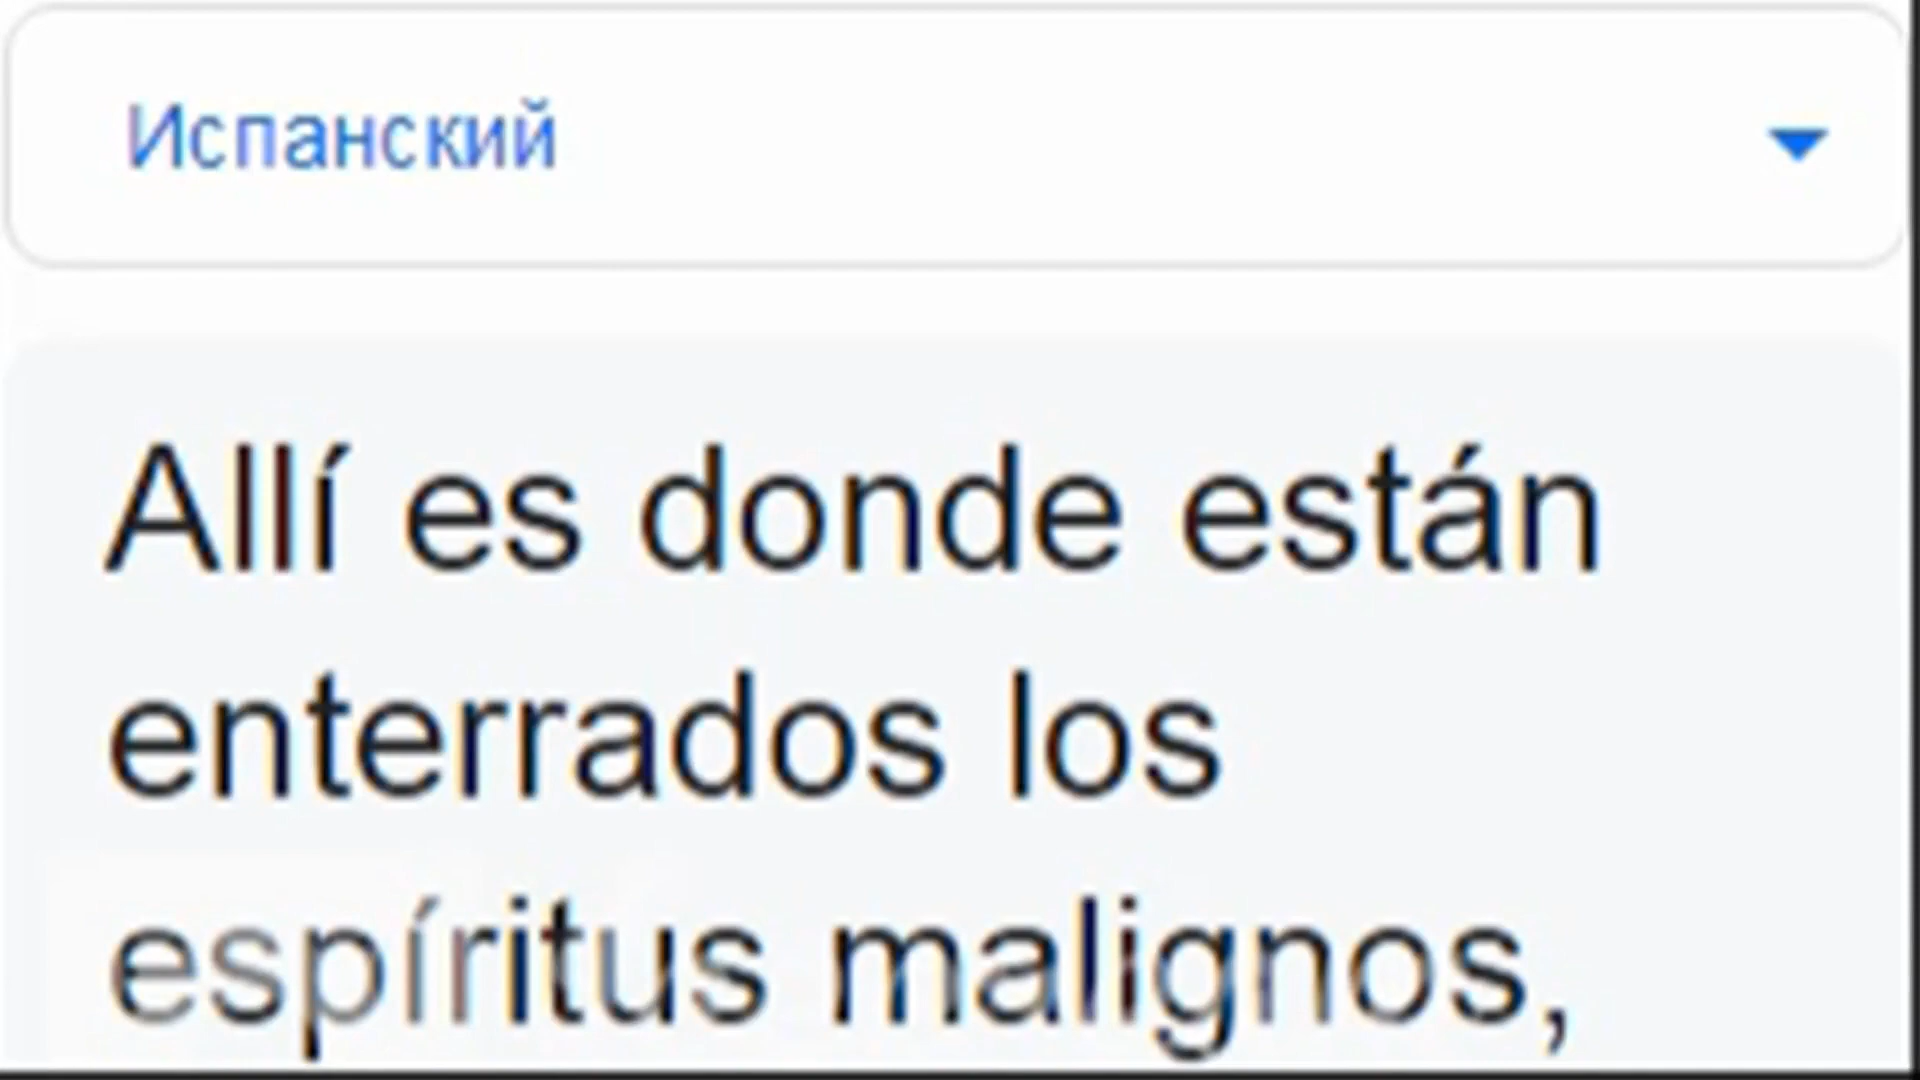 Испанский
Allí es donde están
enterrados los
espíritus malignos,